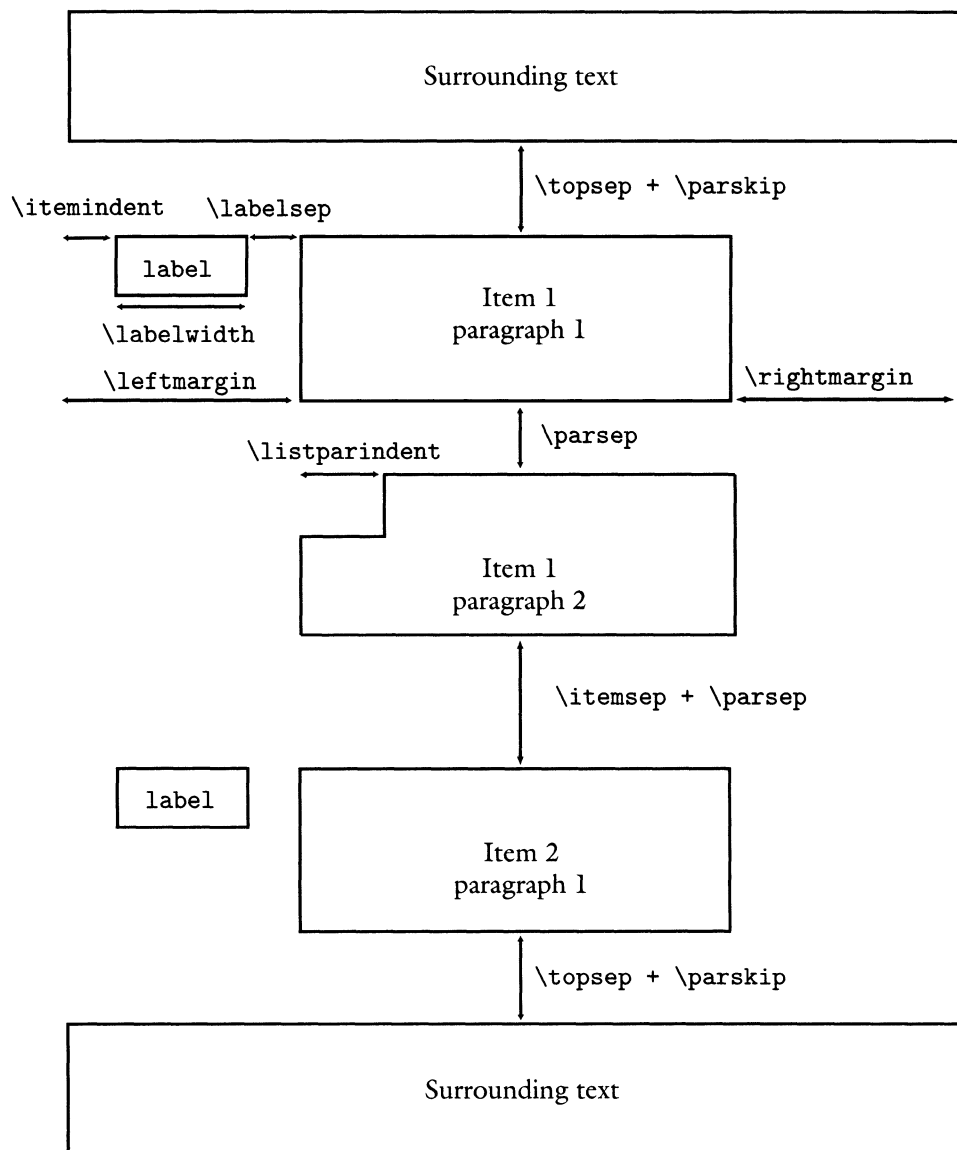 Surrounding text
\topsep + \parskip
\itemindent
\labelsep
label
Item 1
paragraph 1
\labelwidth
\leftmargin
\rightmargin
\parsep
\listparindent
Item 1
paragraph 2
\itemsep + \parsep
label
Item 2
paragraph 1
\topsep + \parskip
Surrounding text